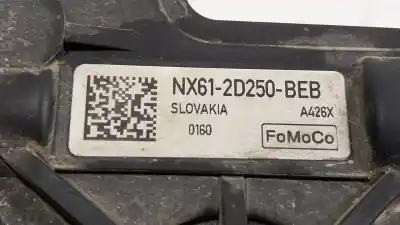 NX61-2D250-BEB
SLOVAKIA A426X
0160 FoMoCo